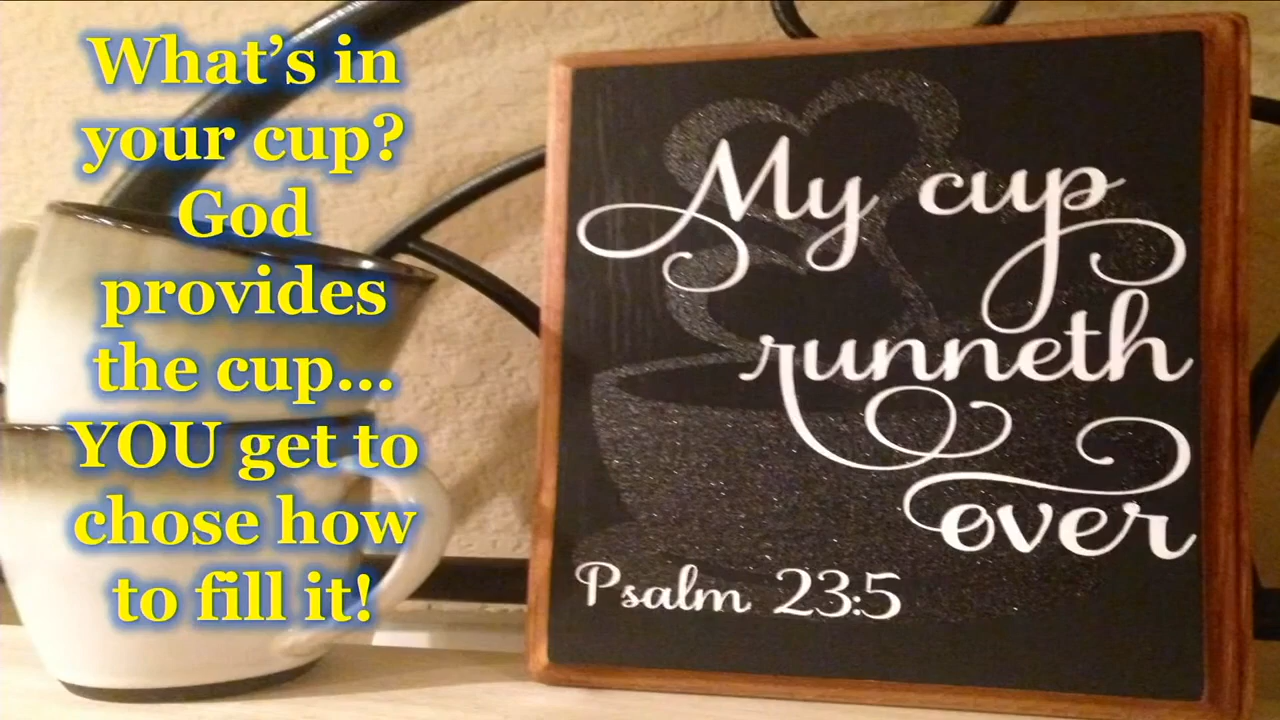 What’s in
your cup?
God
provides
the cup...
YOU get to
chose how
to fill it!
My cup
runneth
over
Psalm 23:5